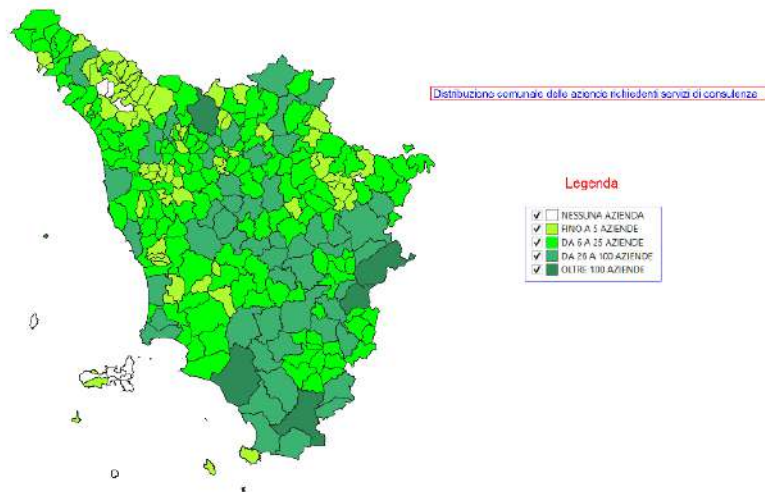 Distribuzione comunale delle aziende richiedenti servizi di consulenza
Legenda
NESSUNA AZIENDA
FINO A 5 AZIENDE
DA 6 A 25 AZIENDE
DA 26 A 100 AZIENDE
OLTRE 100 AZIENDE